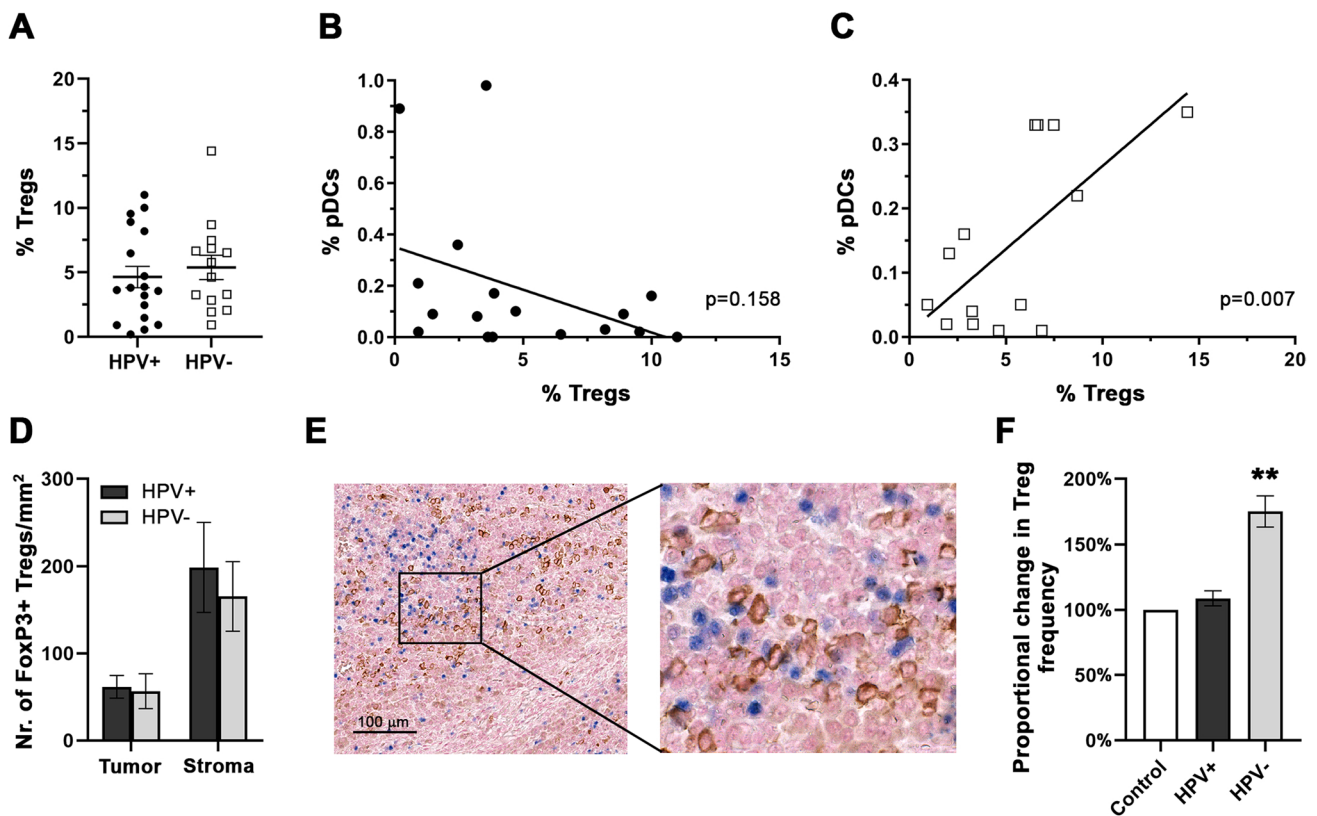 A
% Tregs
20
15
10
5
0
HPV+
HPV-
B
% pDCs
1.0
0.8
0.6
0.4
0.2
0.0
0
5
10
15
p=0.158
% Tregs
C
% pDCs
0.4
0.3
0.2
0.1
0.0
0
5
10
15
20
p=0.007
% Tregs
D
Nr. of FoxP3+ Tregs/mm²
300
200
100
0
HPV+
HPV-
Tumor
Stroma
E
100 µm
F
Proportional change in Treg
frequency
200%
150%
100%
50%
0%
**
Control
HPV+
HPV-